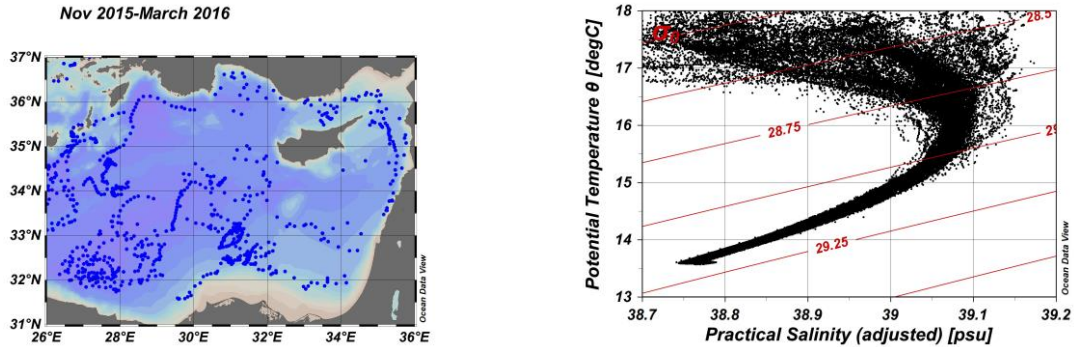 Nov 2015-March 2016
37°N
36°N
35°N
34°N
33°N
32°N
31°N
26°E
28°E
30°E
32°E
34°E
36°E
Ocean Data View
Potential Temperature θ [degC]
18
17
16
15
14
13
σ₀
28.5
28.75
29
29.25
38.7
38.8
38.9
39
39.1
39.2
Practical Salinity (adjusted) [psu]
Ocean Data View